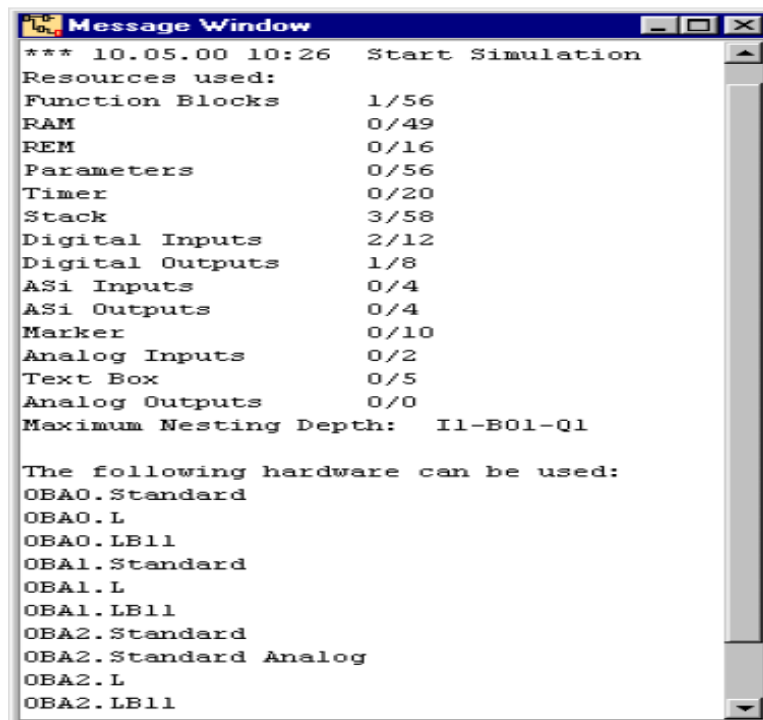 Message Window
*** 10.05.00 10:26 Start Simulation
Resources used:
Function Blocks 1/56
RAM 0/49
REM 0/16
Parameters 0/56
Timer 0/20
Stack 3/58
Digital Inputs 2/12
Digital Outputs 1/8
ASi Inputs 0/4
ASi Outputs 0/4
Marker 0/10
Analog Inputs 0/2
Text Box 0/5
Analog Outputs 0/0
Maximum Nesting Depth: I1-B01-Q1
The following hardware can be used:
0BA0.Standard
0BA0.L
0BA0.LB11
0BA1.Standard
0BA1.L
0BA1.LB11
0BA2.Standard
0BA2.Standard Analog
0BA2.L
0BA2.LB11